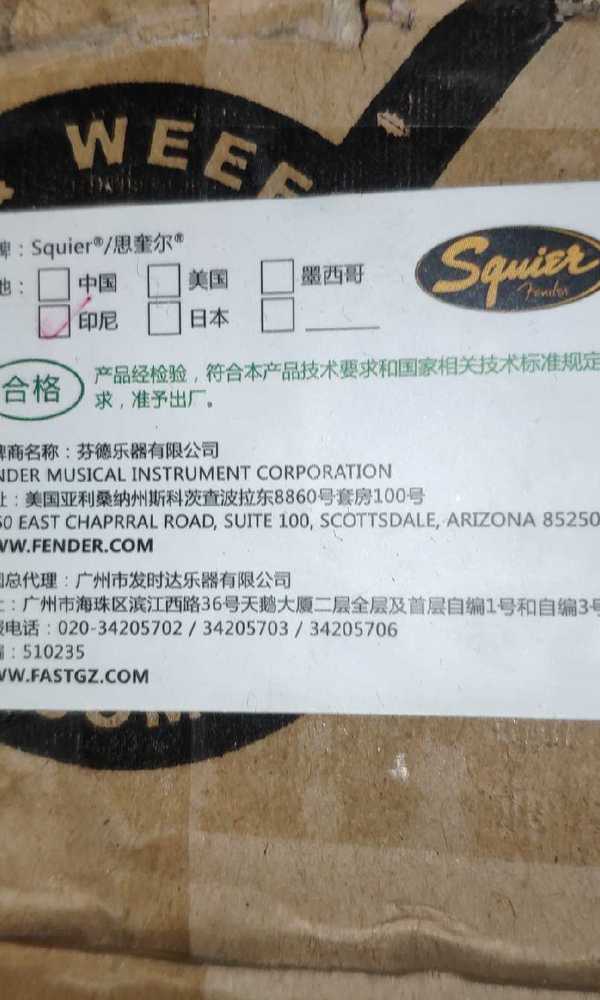 WEEE
牌：Squier®/思奎尔®
地：□ 中国 □ 美国 □ 墨西哥
Squier
Fender
☑ 印尼 □ 日本 □ ______
合格
产品经检验，符合本产品技术要求和国家相关技术标准规定
求，准予出厂。
牌商名称：芬德乐器有限公司
NDER MUSICAL INSTRUMENT CORPORATION
址：美国亚利桑纳州斯科茨查波拉东8860号套房100号
60 EAST CHAPRRAL ROAD, SUITE 100, SCOTTSDALE, ARIZONA 85250
WW.FENDER.COM
国总代理：广州市发时达乐器有限公司
址：广州市海珠区滨江西路36号天鹅大厦二层全层及首层自编1号和自编3号
电话：020-34205702 / 34205703 / 34205706
编：510235
WW.FASTGZ.COM